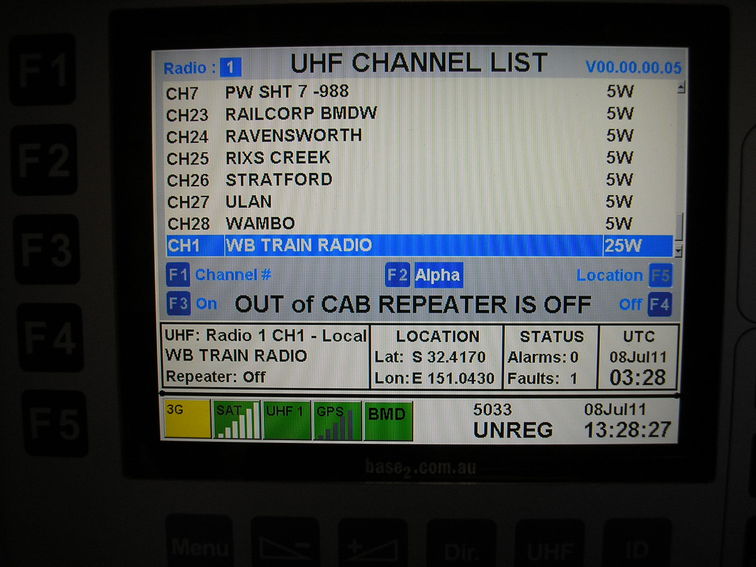 Radio : 1 UHF CHANNEL LIST V00.00.00.05
CH7 PW SHT 7 -988 5W
CH23 RAILCORP BMDW 5W
CH24 RAVENSWORTH 5W
CH25 RIXS CREEK 5W
CH26 STRATFORD 5W
CH27 ULAN 5W
CH28 WAMBO 5W
CH1 WB TRAIN RADIO 25W
F1 Channel # F2 Alpha Location F5
F3 On OUT of CAB REPEATER IS OFF Off F4
UHF: Radio 1 CH1 - Local LOCATION STATUS UTC
WB TRAIN RADIO Lat: S 32.4170 Alarms: 0 08Jul11
Repeater: Off Lon: E 151.0430 Faults: 1 03:28
3G SAT UHF 1 GPS BMD 5033 08Jul11
UNREG 13:28:27
base2.com.au
F1
F2
F3
F4
F5
Menu - + Dir. UHF ID